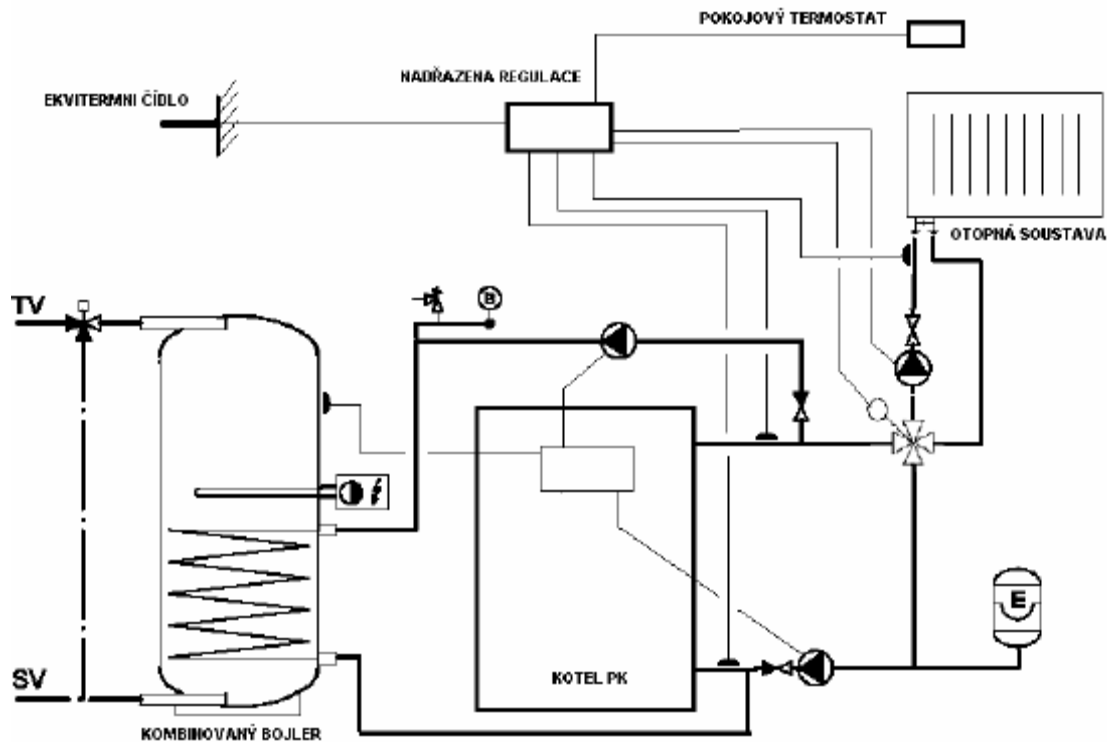 POKOJOVÝ TERMOSTAT
NADŘAZENA REGULACE
EKVITERMNI ČÍDLO
OTOPNÁ SOUSTAVA
TV
B
E
KOTEL PK
SV
KOMBINOVANÝ BOJLER